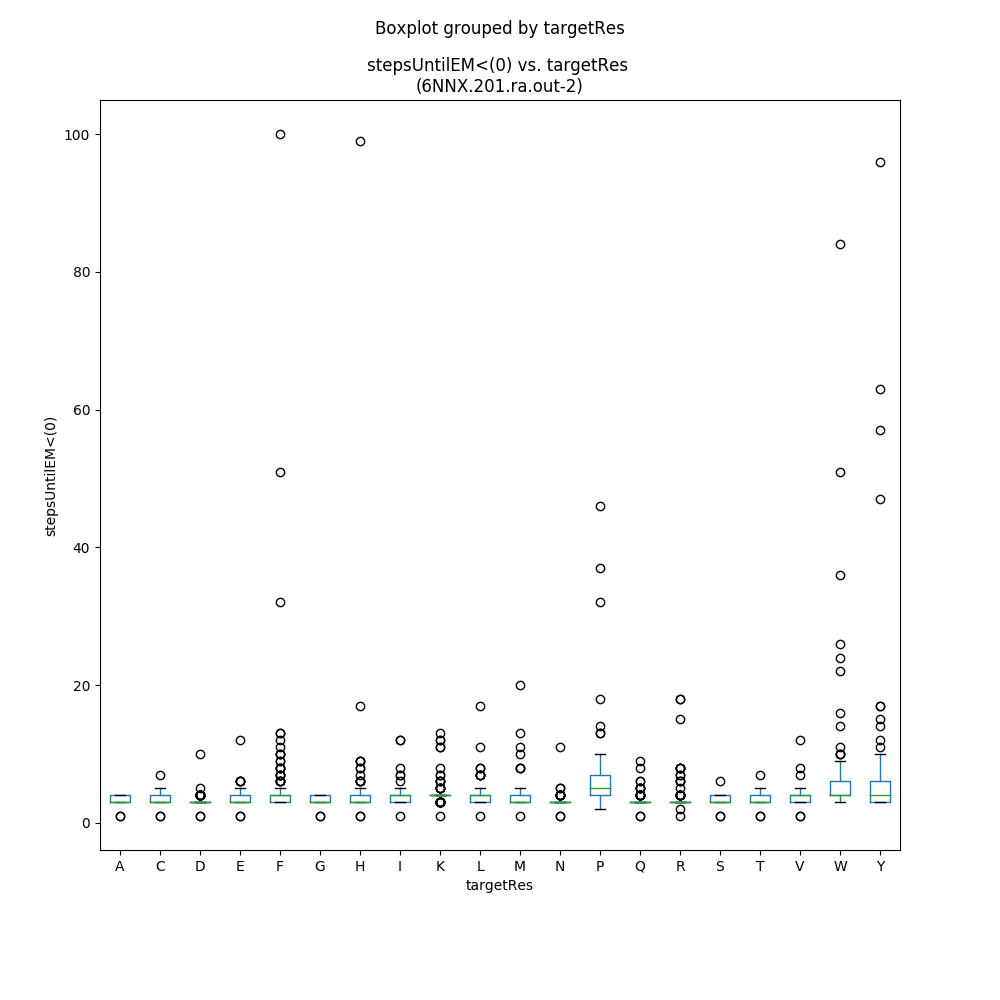 Boxplot grouped by targetRes
stepsUntilEM<(0) vs. targetRes
(6NNX.201.ra.out-2)
stepsUntilEM<(0)
100
80
60
40
20
0
A C D E F G H I K L M N P Q R S T V W Y
targetRes